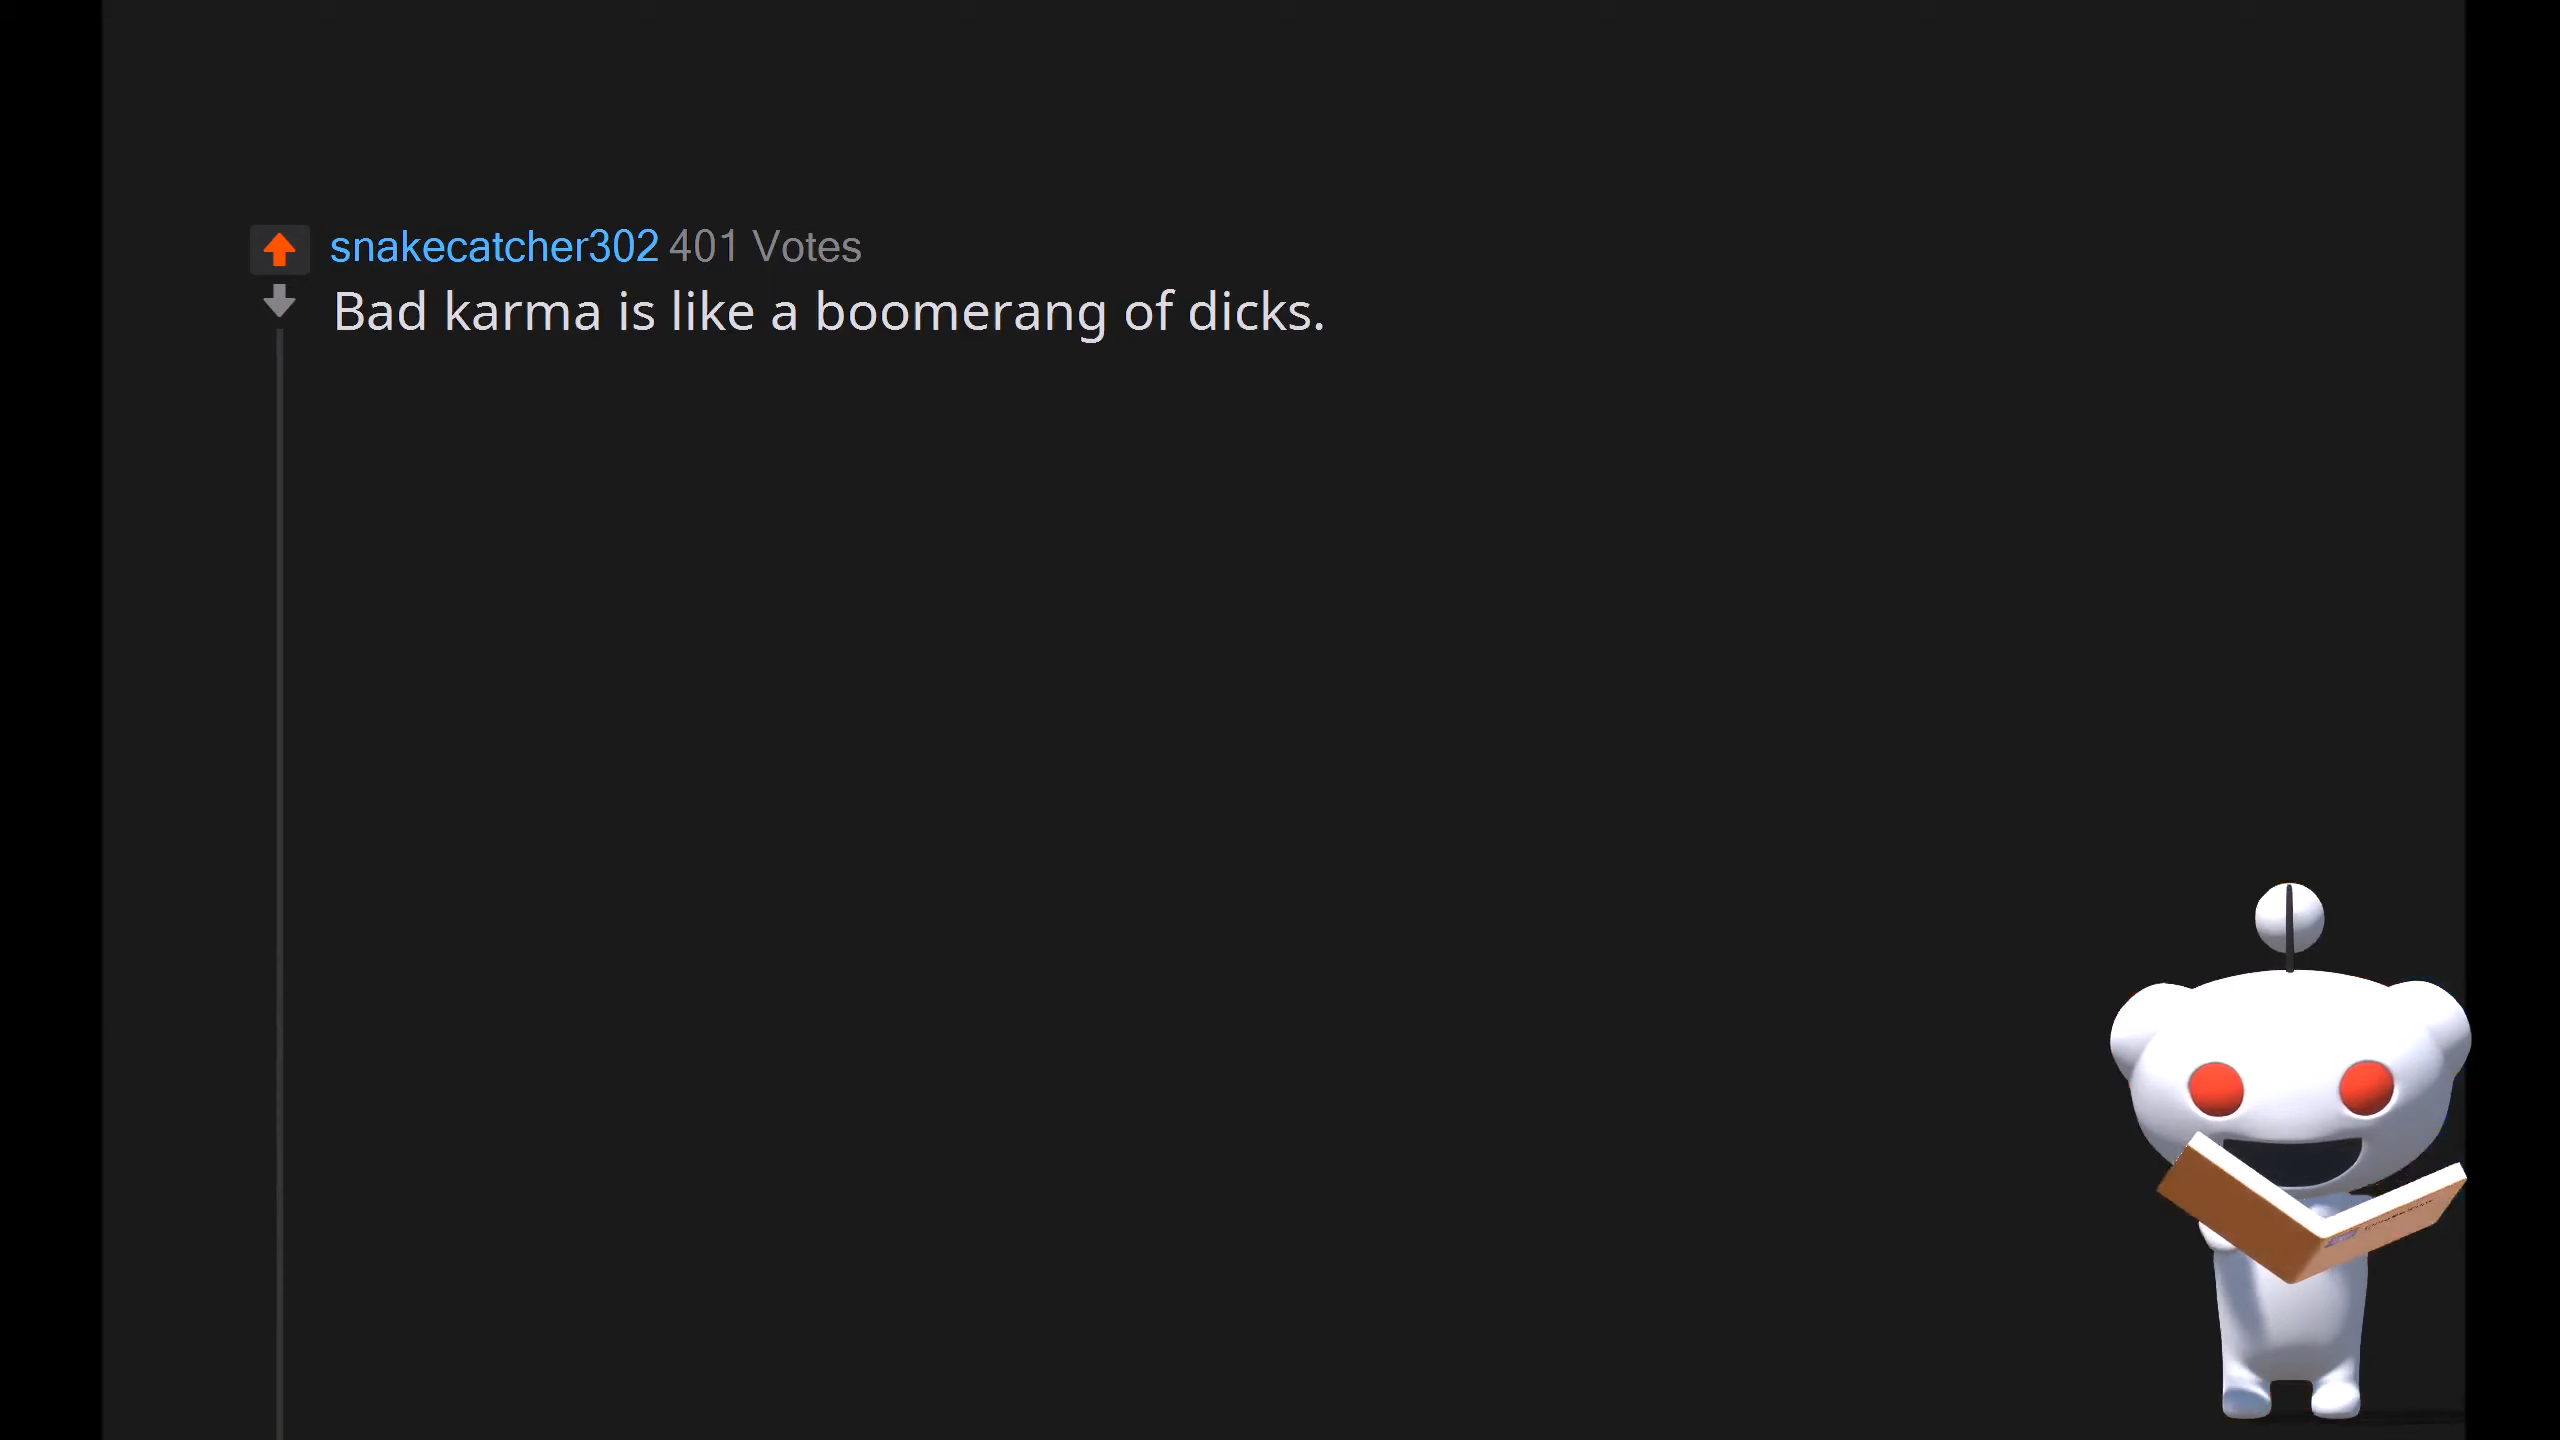 snakecatcher302 401 Votes
Bad karma is like a boomerang of dicks.